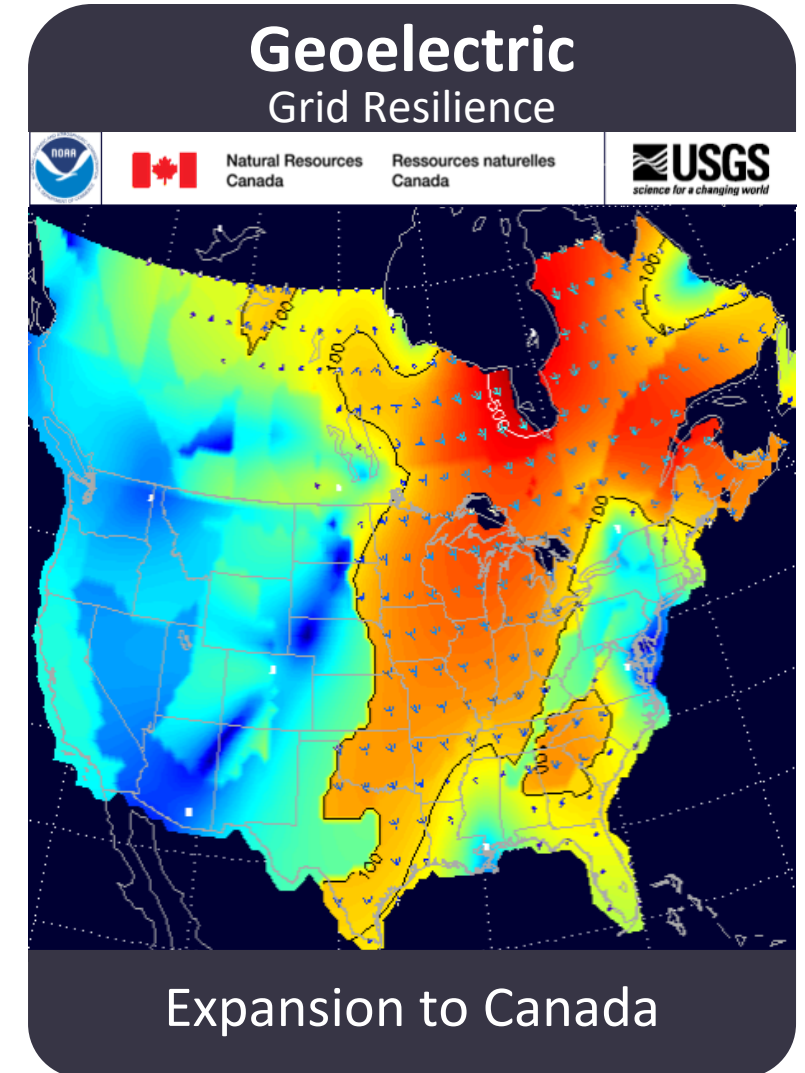 Geoelectric
Grid Resilience
NOAA
Natural Resources Canada
Ressources naturelles Canada
USGS
science for a changing world
100
100
100
500
100
100
100
Expansion to Canada